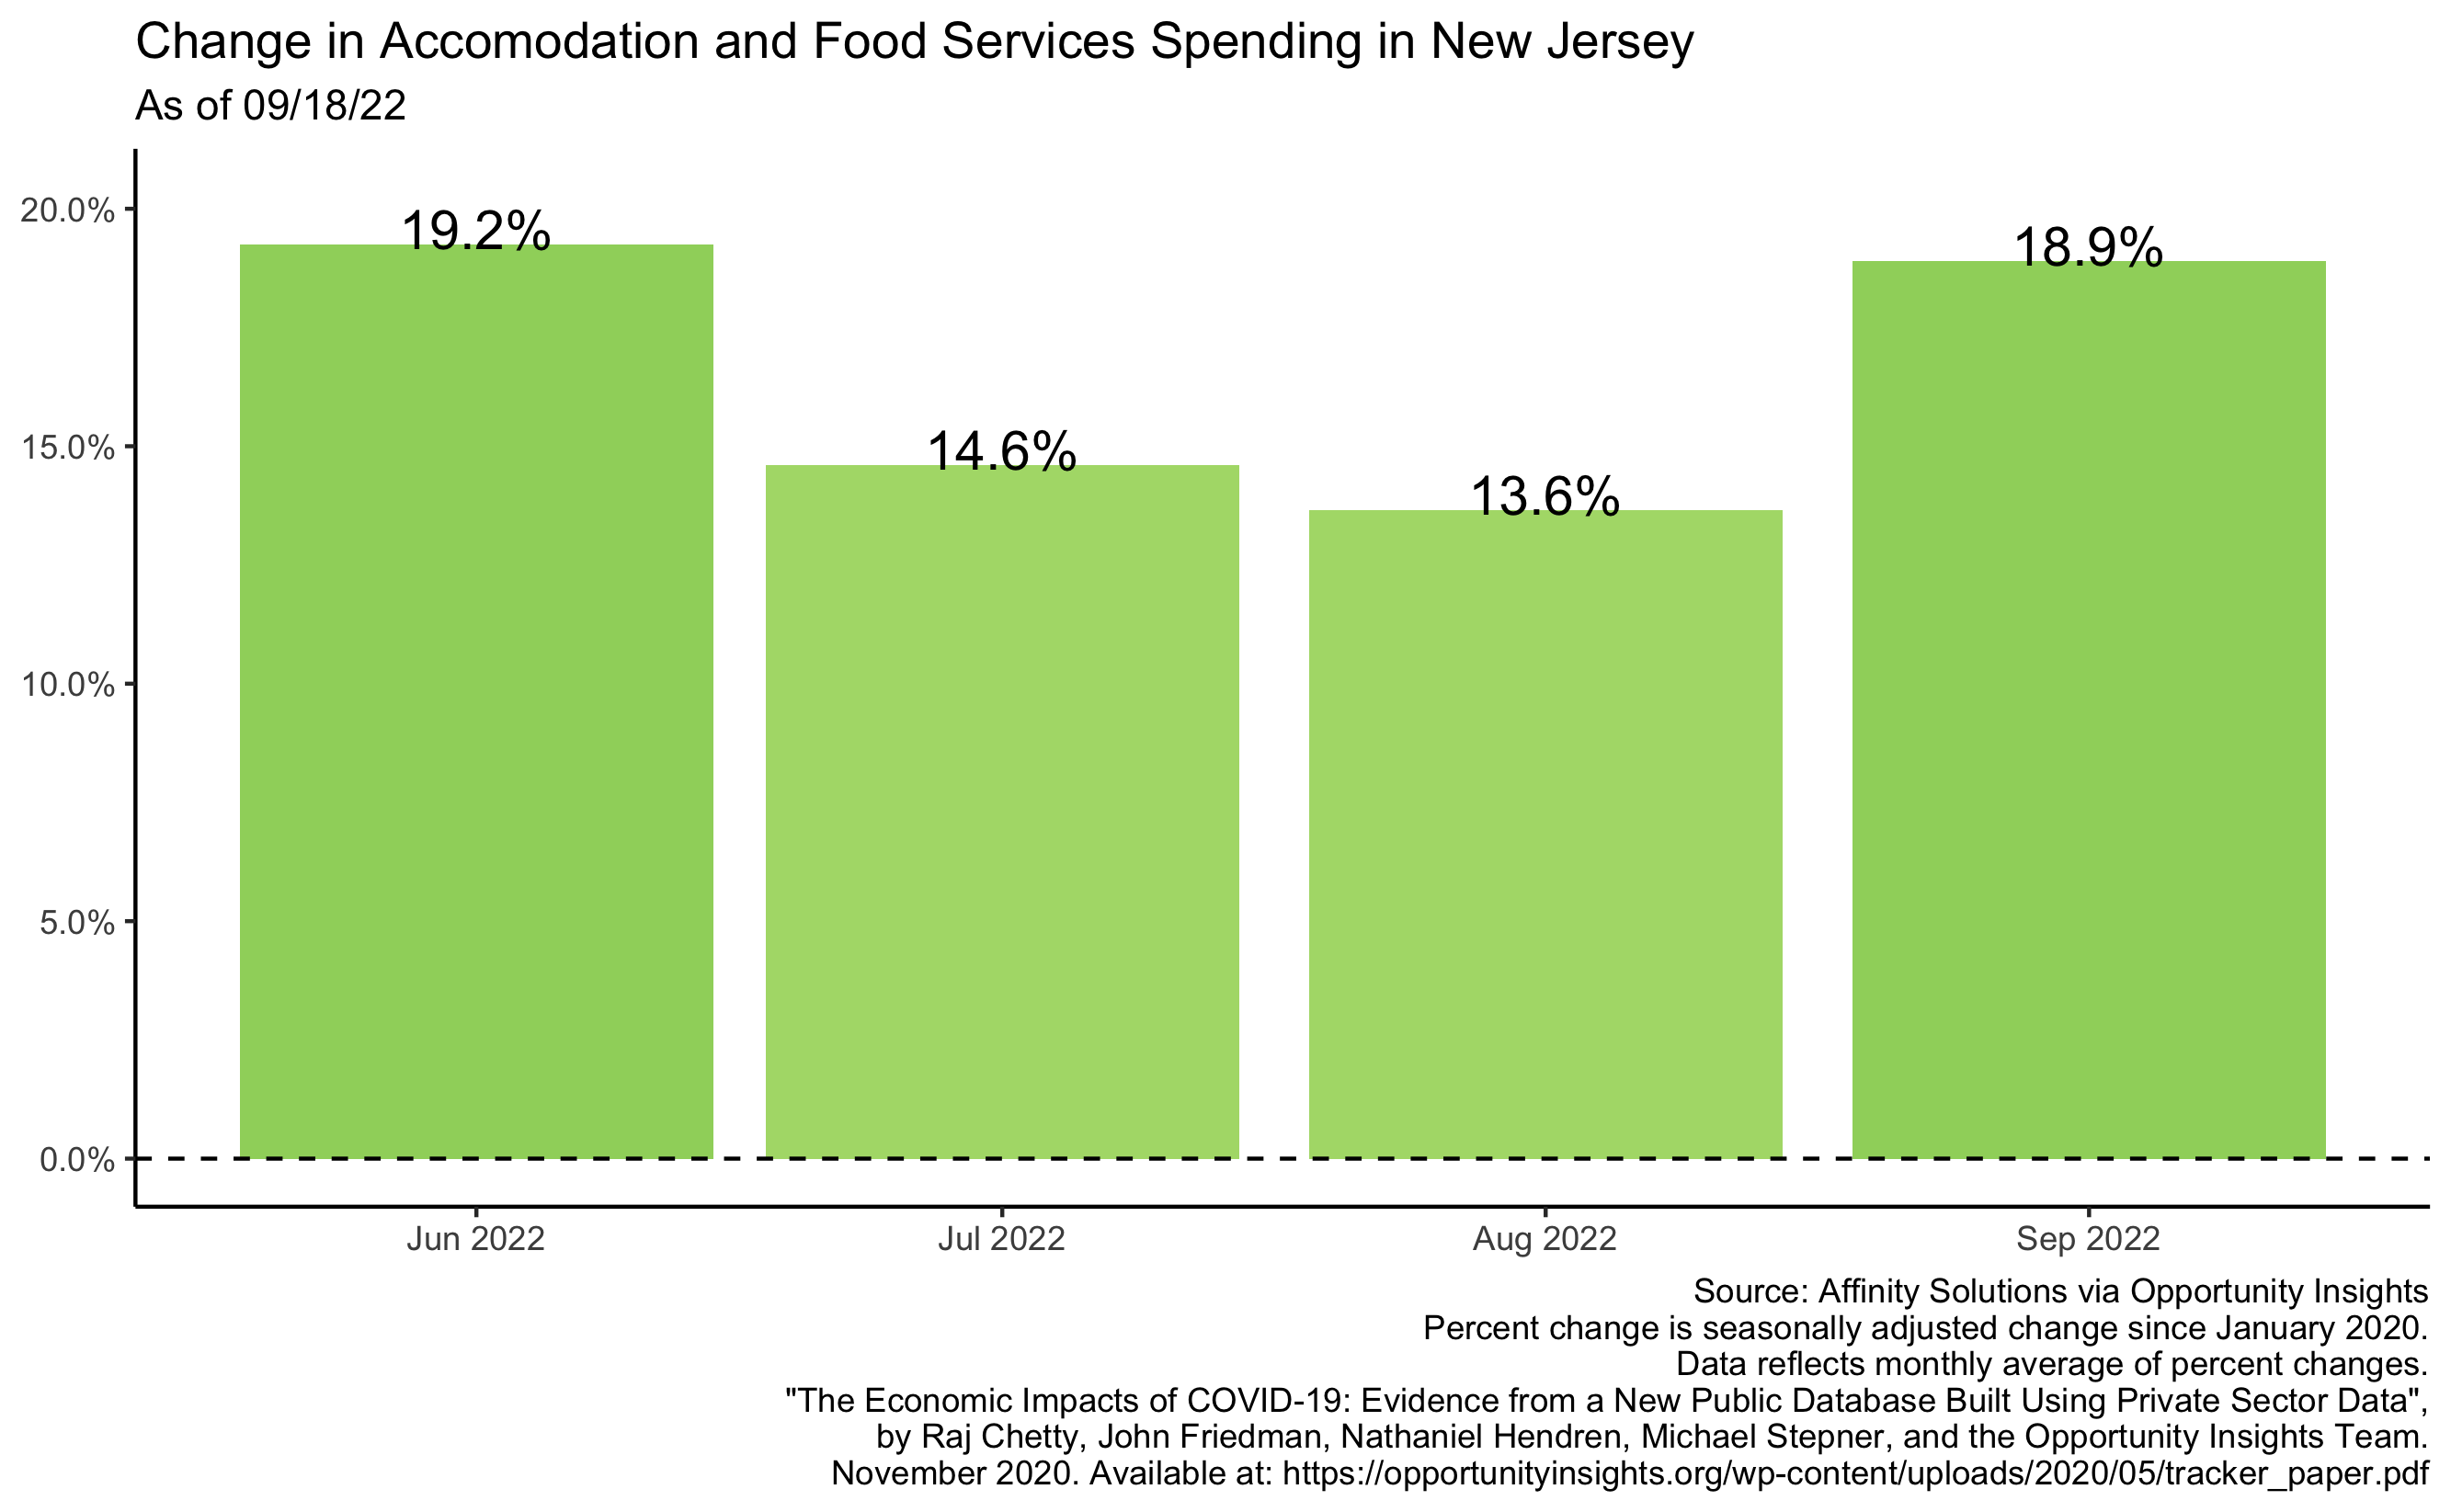 Change in Accomodation and Food Services Spending in New Jersey
As of 09/18/22
20.0%
15.0%
10.0%
5.0%
0.0%
19.2%
14.6%
13.6%
18.9%
Jun 2022
Jul 2022
Aug 2022
Sep 2022
Source: Affinity Solutions via Opportunity Insights
Percent change is seasonally adjusted change since January 2020.
Data reflects monthly average of percent changes.
"The Economic Impacts of COVID-19: Evidence from a New Public Database Built Using Private Sector Data",
by Raj Chetty, John Friedman, Nathaniel Hendren, Michael Stepner, and the Opportunity Insights Team.
November 2020. Available at: https://opportunityinsights.org/wp-content/uploads/2020/05/tracker_paper.pdf